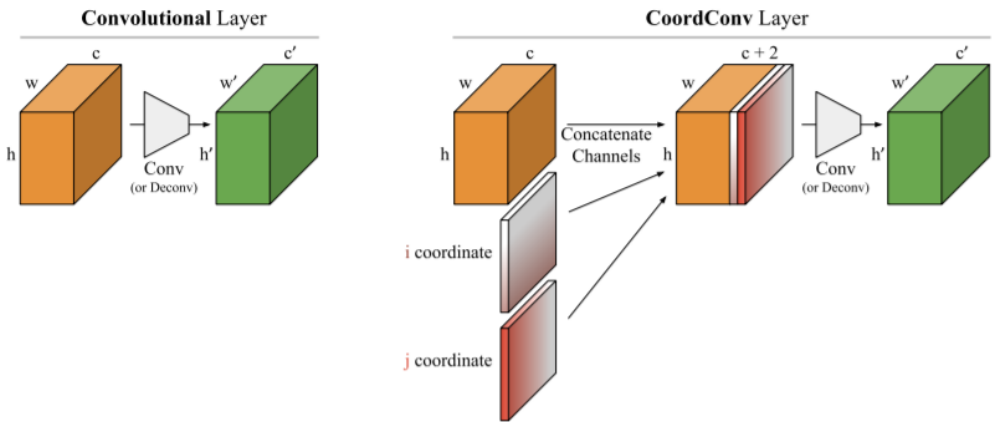 Convolutional Layer
c
w
h
Conv
(or Deconv)
c′
w′
h′
CoordConv Layer
c
w
h
i coordinate
j coordinate
Concatenate
Channels
c + 2
w
h
Conv
(or Deconv)
c′
w′
h′